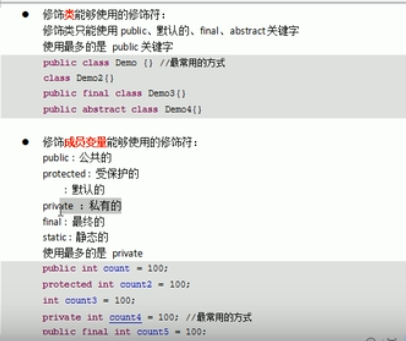 ● 修饰类能够使用的修饰符：
修饰类只能使用 public、默认的、final、abstract关键字
使用最多的是 public 关键字
public class Demo {} //最常用的方式
class Demo2{}
public final class Demo3{}
public abstract class Demo4{}
● 修饰成员变量能够使用的修饰符：
public : 公共的
protected : 受保护的
: 默认的
private : 私有的
final : 最终的
static : 静态的
使用最多的是 private
public int count = 100;
protected int count2 = 100;
int count3 = 100;
private int count4 = 100; //最常用的方式
public final int count5 = 100;